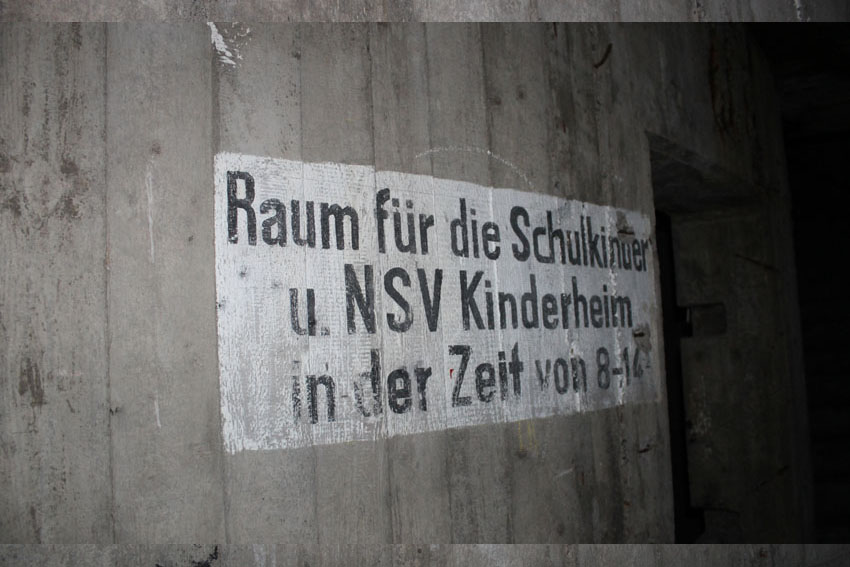 Raum für die Schulkinder
u. NSV Kinderheim
in der Zeit von 8-14